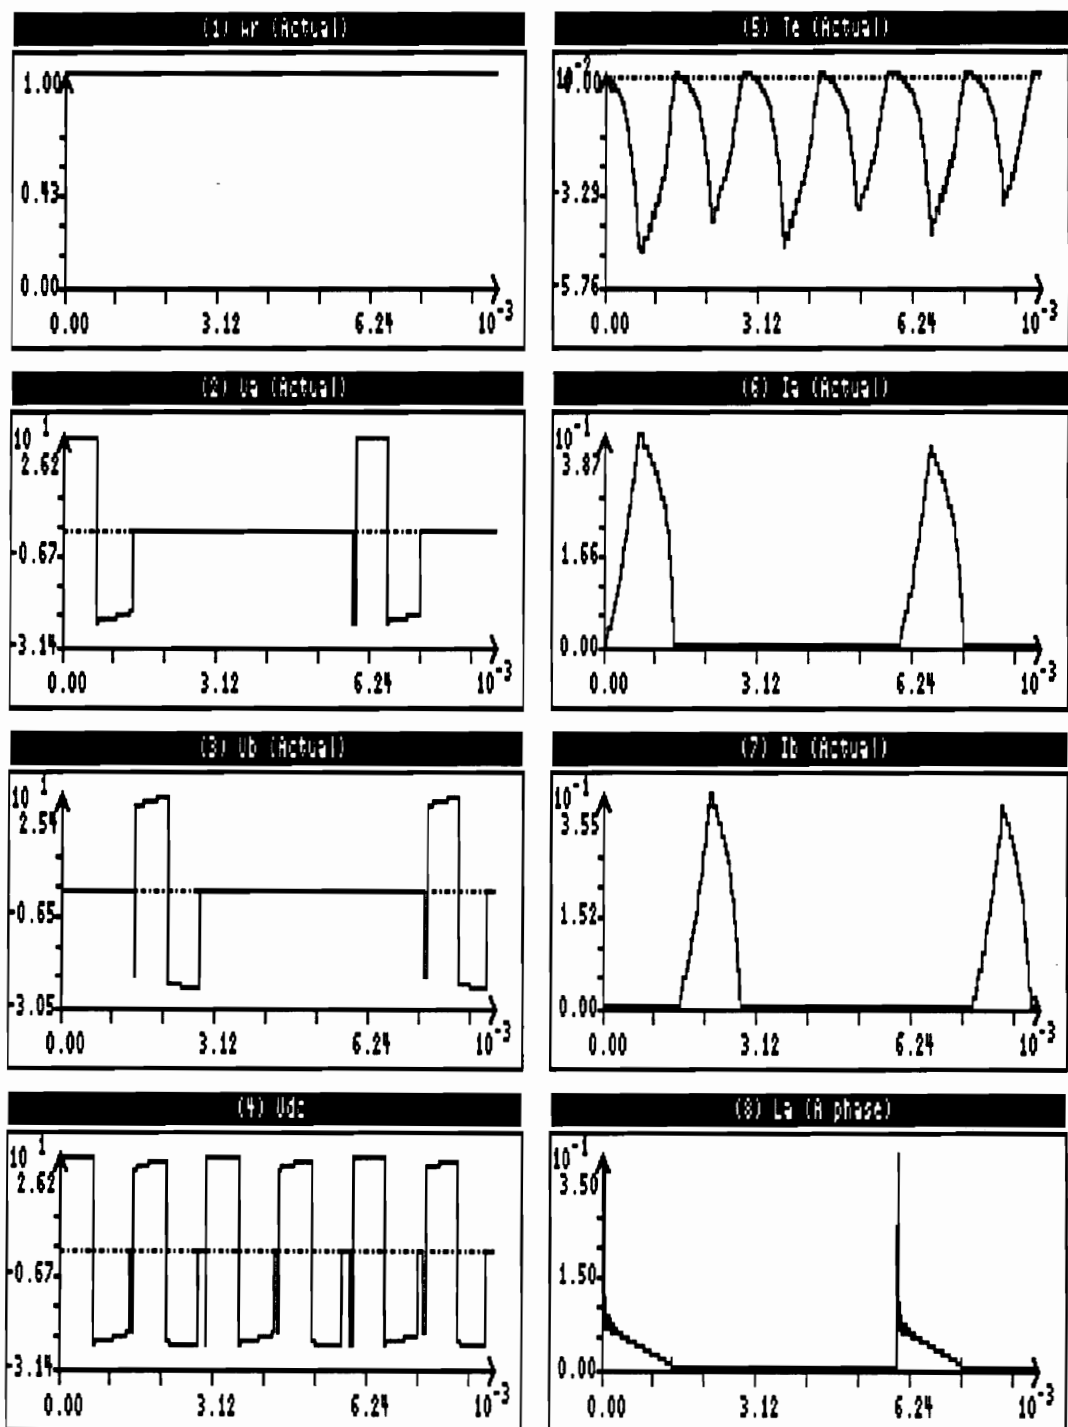 (1) Wr (Actual)
1.00
0.43
0.00
0.00 3.12 6.24 10-3
(5) Te (Actual)
10-2
0.00
-3.29
-5.76
0.00 3.12 6.24 10-3
(2) Va (Actual)
10 1
2.62
-0.67
-3.14
0.00 3.12 6.24 10-3
(6) Ia (Actual)
10-1
3.87
1.66
0.00
0.00 3.12 6.24 10-3
(3) Vb (Actual)
10 1
2.54
-0.65
-3.05
0.00 3.12 6.24 10-3
(7) Ib (Actual)
10-1
3.55
1.52
0.00
0.00 3.12 6.24 10-3
(4) Vdc
10 1
2.62
-0.67
-3.14
0.00 3.12 6.24 10-3
(8) La (A phase)
10-1
3.50
1.50
0.00
0.00 3.12 6.24 10-3